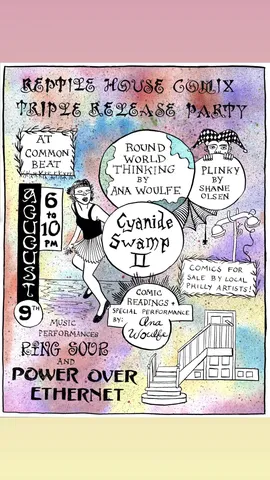 REPTILE HOUSE COMIX
TRIPLE RELEASE PARTY
AT
COMMON
BEAT
ROUND
WORLD
THINKING
BY
ANA WOULFE
PLINKY
BY
SHANE
OLSEN
AUGUST
9TH
6
to
10
PM
Cyanide
Swamp
II
COMICS FOR
SALE BY LOCAL
PHILLY ARTISTS!
COMIC
READINGS +
SPECIAL PERFORMANCE
BY:
Ana
Woulfe
MUSIC
PERFORMANCES
RING SOUP
AND
POWER OVER
ETHERNET